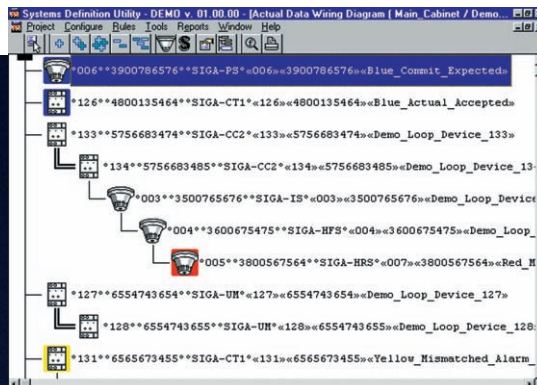 Systems Definition Utility - DEMO v. 01.00.00 - [Actual Data Wiring Diagram ( Main_Cabinet / Demo...
Project Configure Rules Tools Reports Window Help
°006°°3900786576°°SIGA-PS°«006»«3900786576»«Blue_Commit_Expected»
°126°°4800135464°°SIGA-CT1°«126»«4800135464»«Blue_Actual_Accepted»
°133°°5756683474°°SIGA-CC2°«133»«5756683474»«Demo_Loop_Device_133»
°134°°5756683485°°SIGA-CC2°«134»«5756683485»«Demo_Loop_Device_13
°003°°3500765676°°SIGA-IS°«003»«3500765676»«Demo_Loop_Device
°004°°3600675475°°SIGA-HFS°«004»«3600675475»«Demo_Loop_
°005°°3800567564°°SIGA-HRS°«007»«3800567564»«Red_M
°127°°6554743654°°SIGA-UM°«127»«6554743654»«Demo_Loop_Device_127»
°128°°6554743655°°SIGA-UM°«128»«6554743655»«Demo_Loop_Device_128
°131°°6565673455°°SIGA-CT1°«131»«6565673455»«Yellow_Mismatched_Alarm_